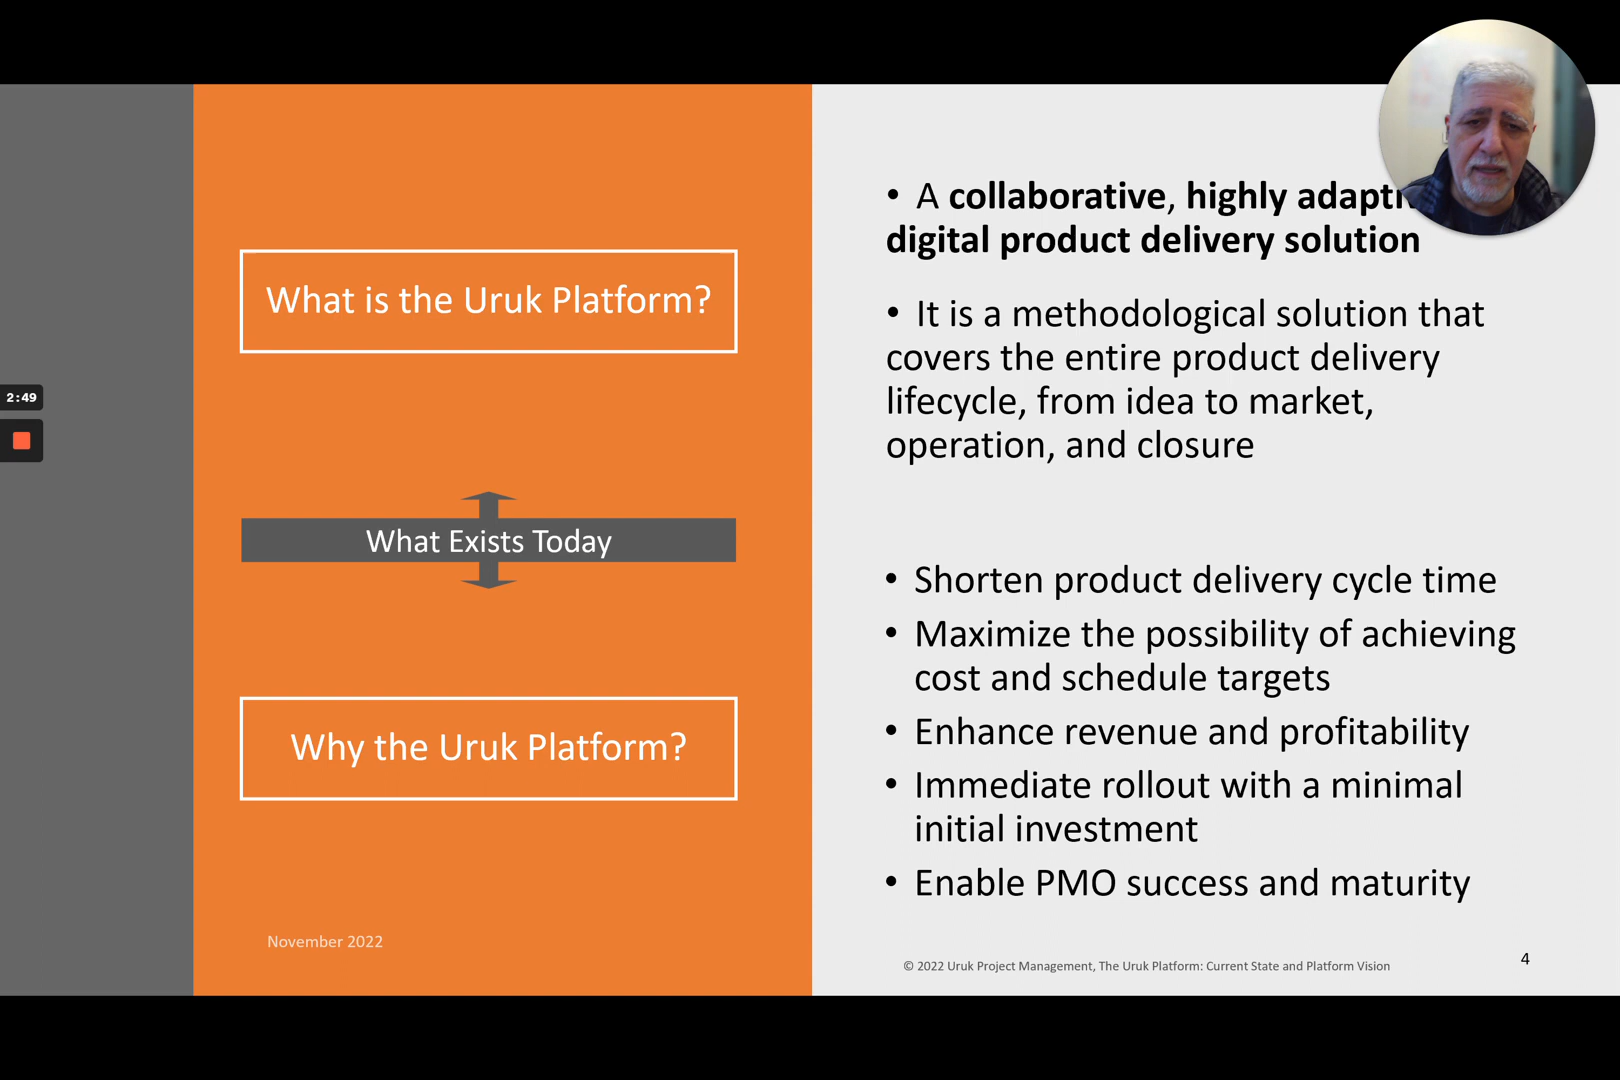 What is the Uruk Platform?
• A collaborative, highly
digital product delivery solution
• It is a methodological solution that
covers the entire product delivery
lifecycle, from idea to market,
operation, and closure
2:49
What Exists Today
Why the Uruk Platform?
• Shorten product delivery cycle time
• Maximize the possibility of achieving
cost and schedule targets
• Enhance revenue and profitability
• Immediate rollout with a minimal
initial investment
• Enable PMO success and maturity
November 2022
© 2022 Uruk Project Management, The Uruk Platform: Current State and Platform Vision
4